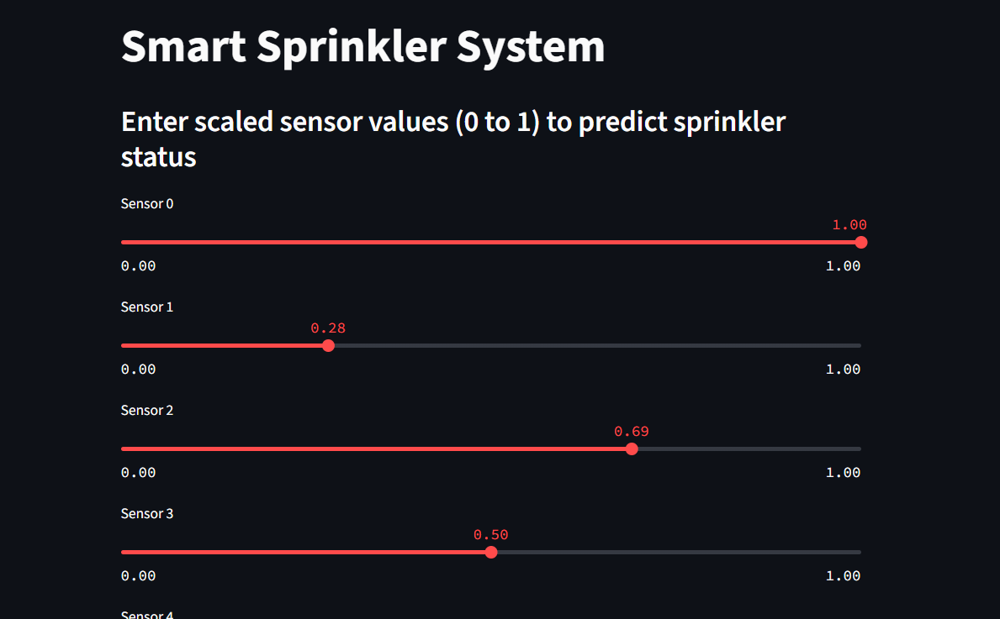 Smart Sprinkler System
Enter scaled sensor values (0 to 1) to predict sprinkler
status
Sensor 0
1.00
0.00 1.00
Sensor 1
0.28
0.00 1.00
Sensor 2
0.69
0.00 1.00
Sensor 3
0.50
0.00 1.00
Sensor 4